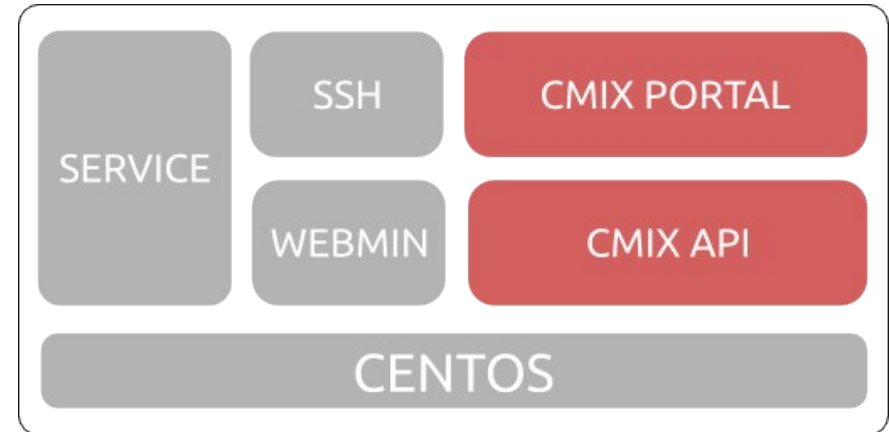 SERVICE
SSH
CMIX PORTAL
WEBMIN
CMIX API
CENTOS